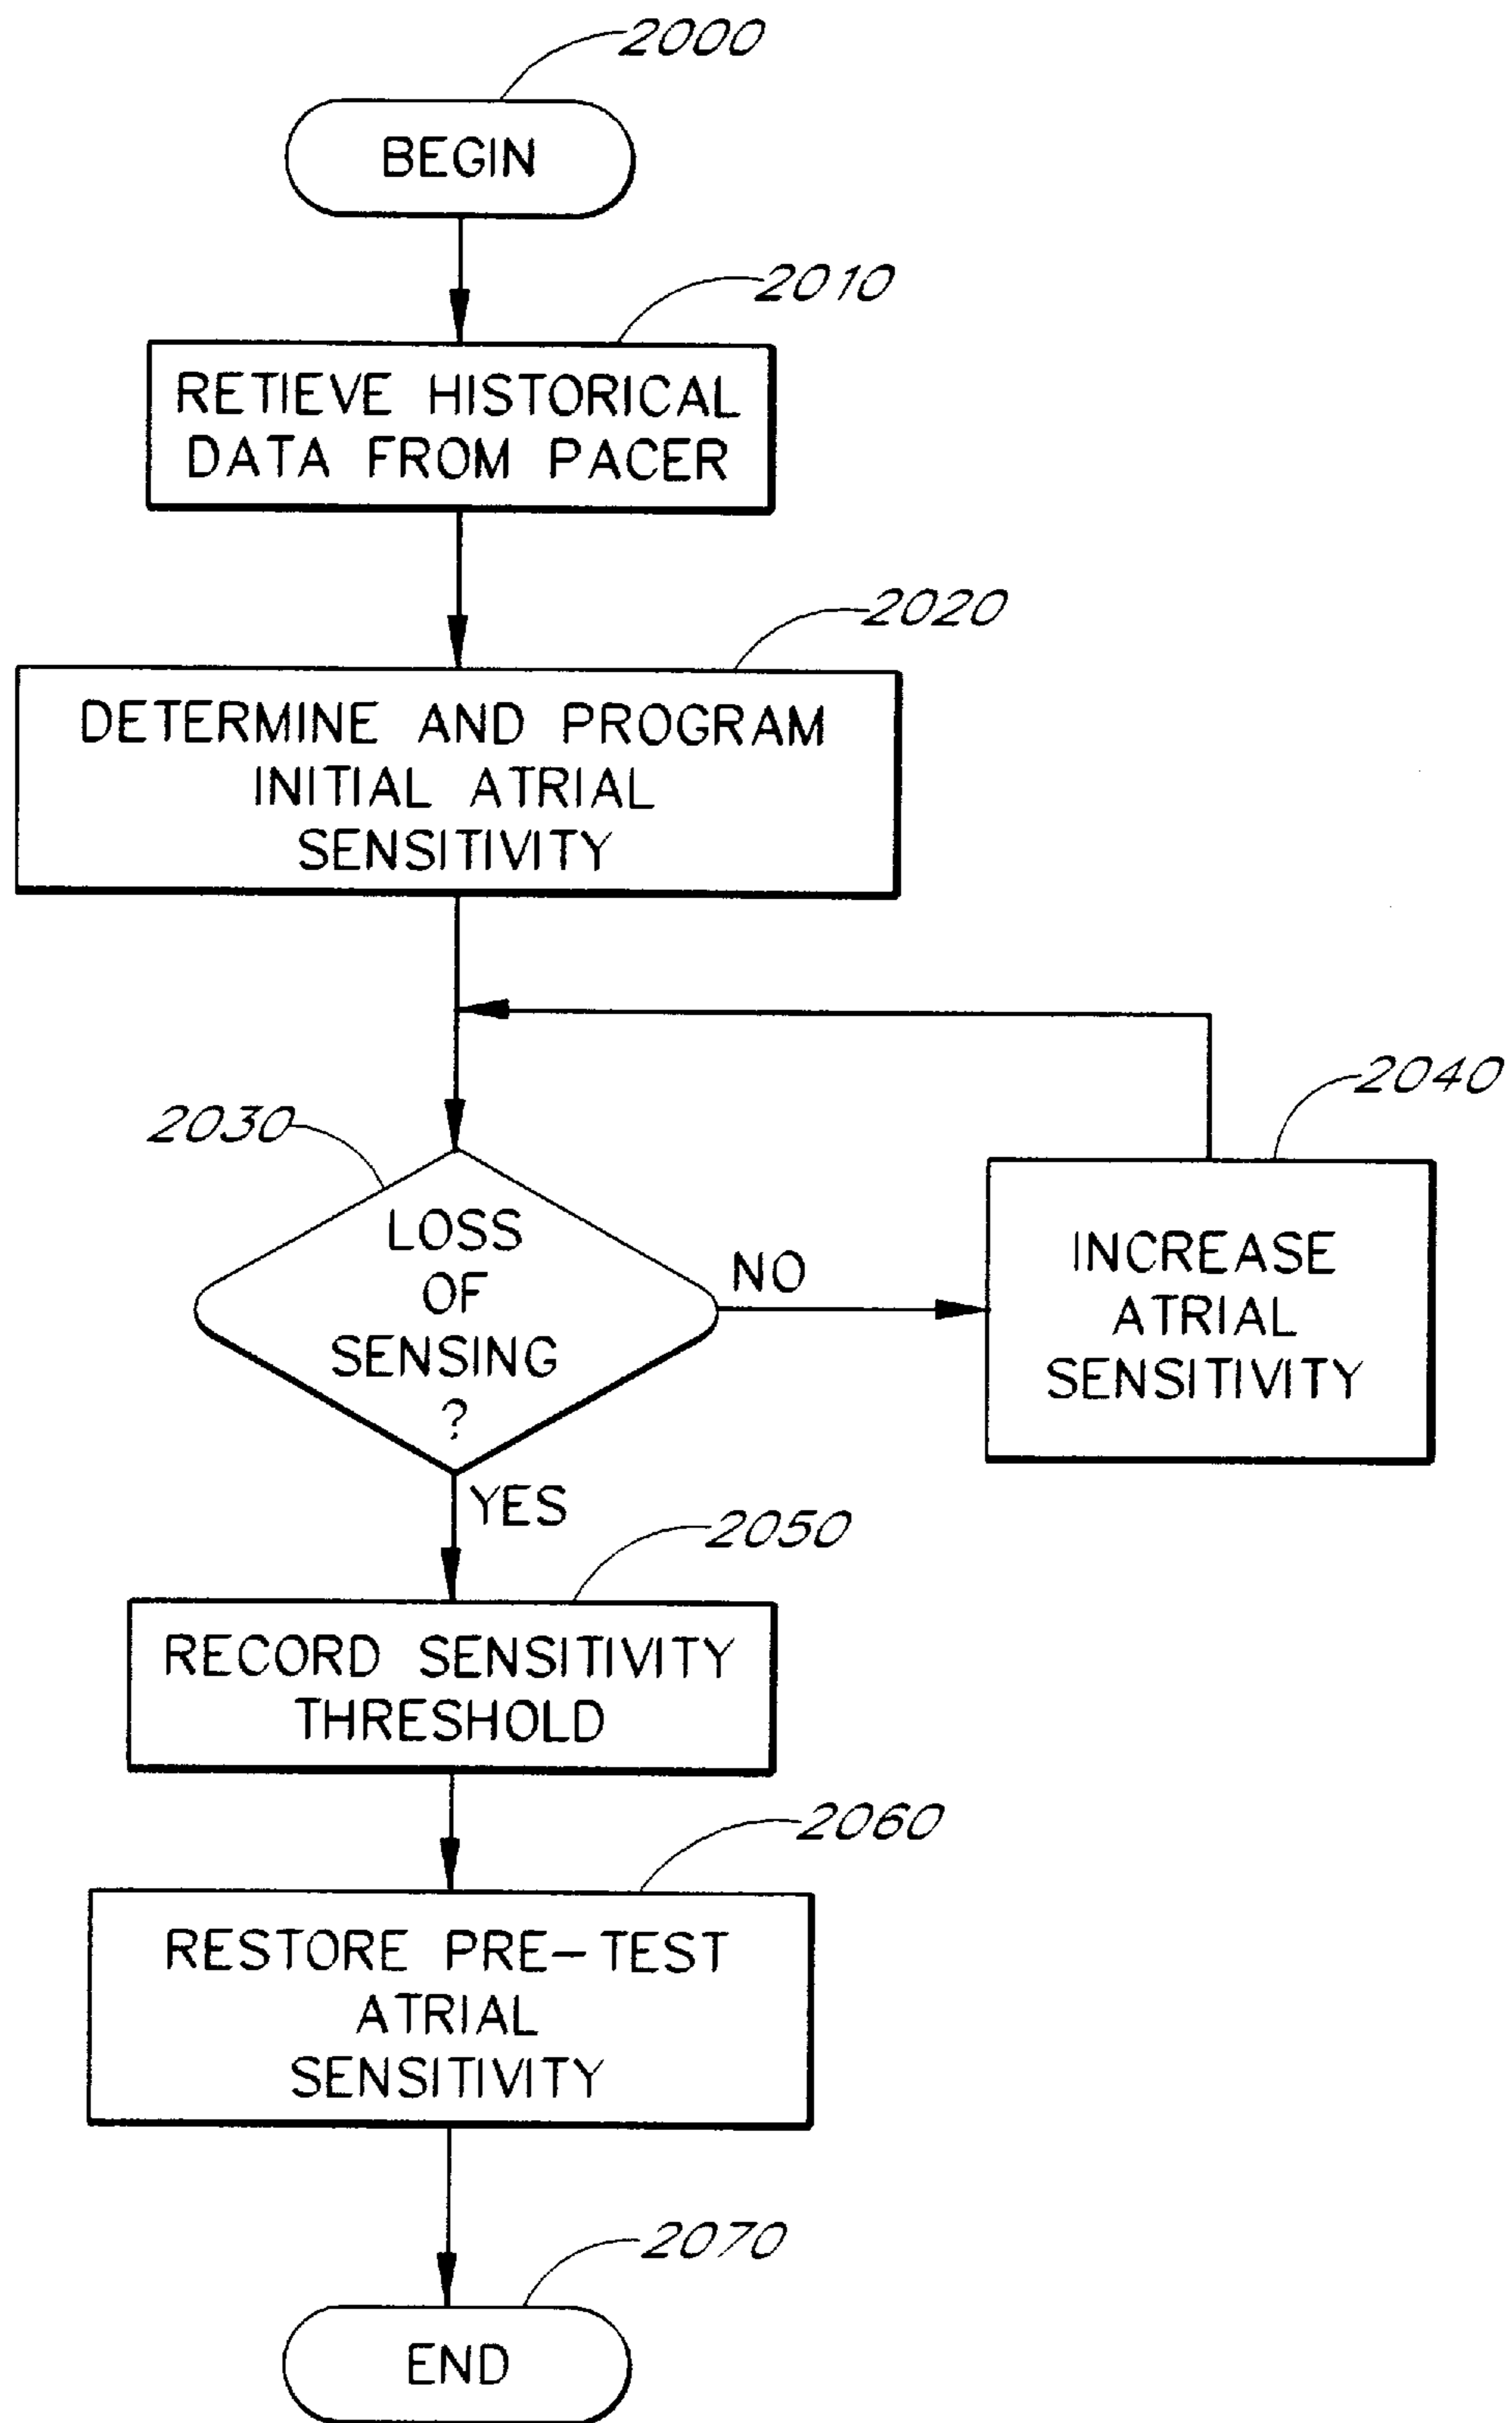 2000
BEGIN
2010
RETIEVE HISTORICAL
DATA FROM PACER
2020
DETERMINE AND PROGRAM
INITIAL ATRIAL
SENSITIVITY
2030
LOSS
OF
SENSING
?
NO
2040
INCREASE
ATRIAL
SENSITIVITY
YES
2050
RECORD SENSITIVITY
THRESHOLD
2060
RESTORE PRE-TEST
ATRIAL
SENSITIVITY
2070
END